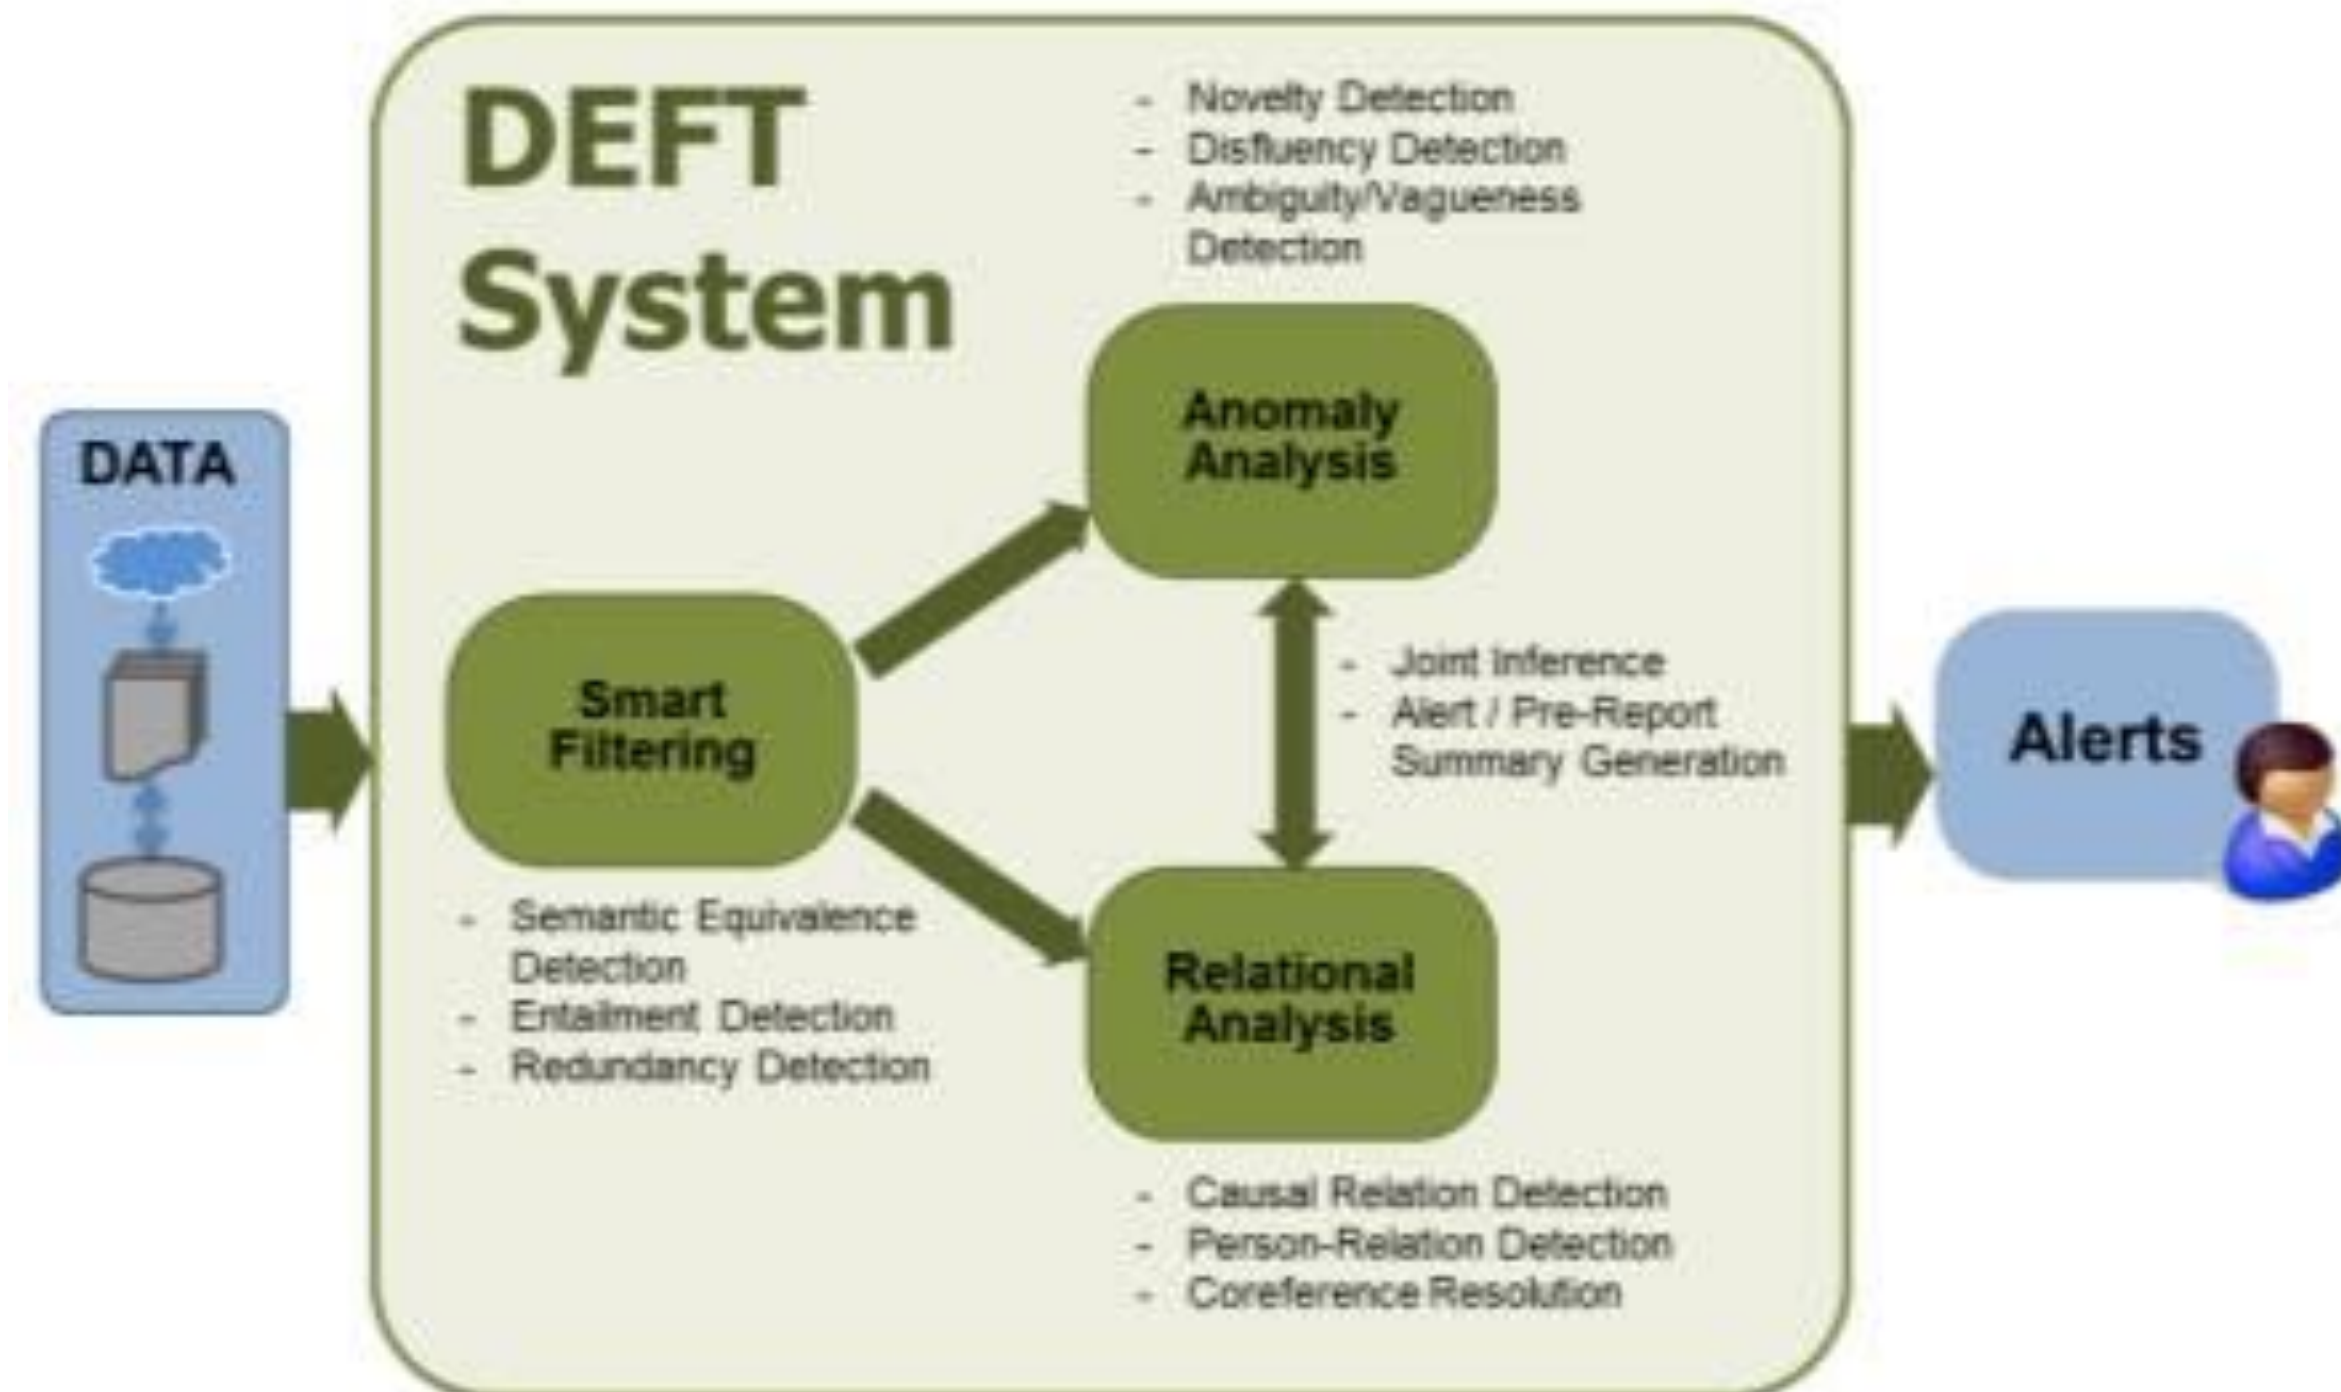 DEFT
System
- Novelty Detection
- Disfluency Detection
- Ambiguity/Vagueness
Detection
DATA
Anomaly
Analysis
Smart
Filtering
- Joint Inference
- Alert / Pre-Report
Summary Generation
Alerts
- Semantic Equivalence
Detection
- Entailment Detection
- Redundancy Detection
Relational
Analysis
- Causal Relation Detection
- Person-Relation Detection
- Coreference Resolution